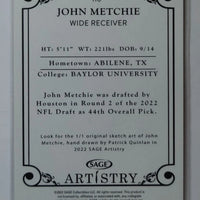 JOHN METCHIE
WIDE RECEIVER
HT: 5'11" WT: 221lbs DOB: 9/14
Hometown: ABILENE, TX
College: BAYLOR UNIVERSITY
John Metchie was drafted by
Houston in Round 2 of the 2022
NFL Draft as 44th Overall Pick.
Look for the 1/1 original sketch art of John
Metchie, hand drawn by Patrick Quinlan
in 2022 SAGE Artistry
SAGE
ARTISTRY